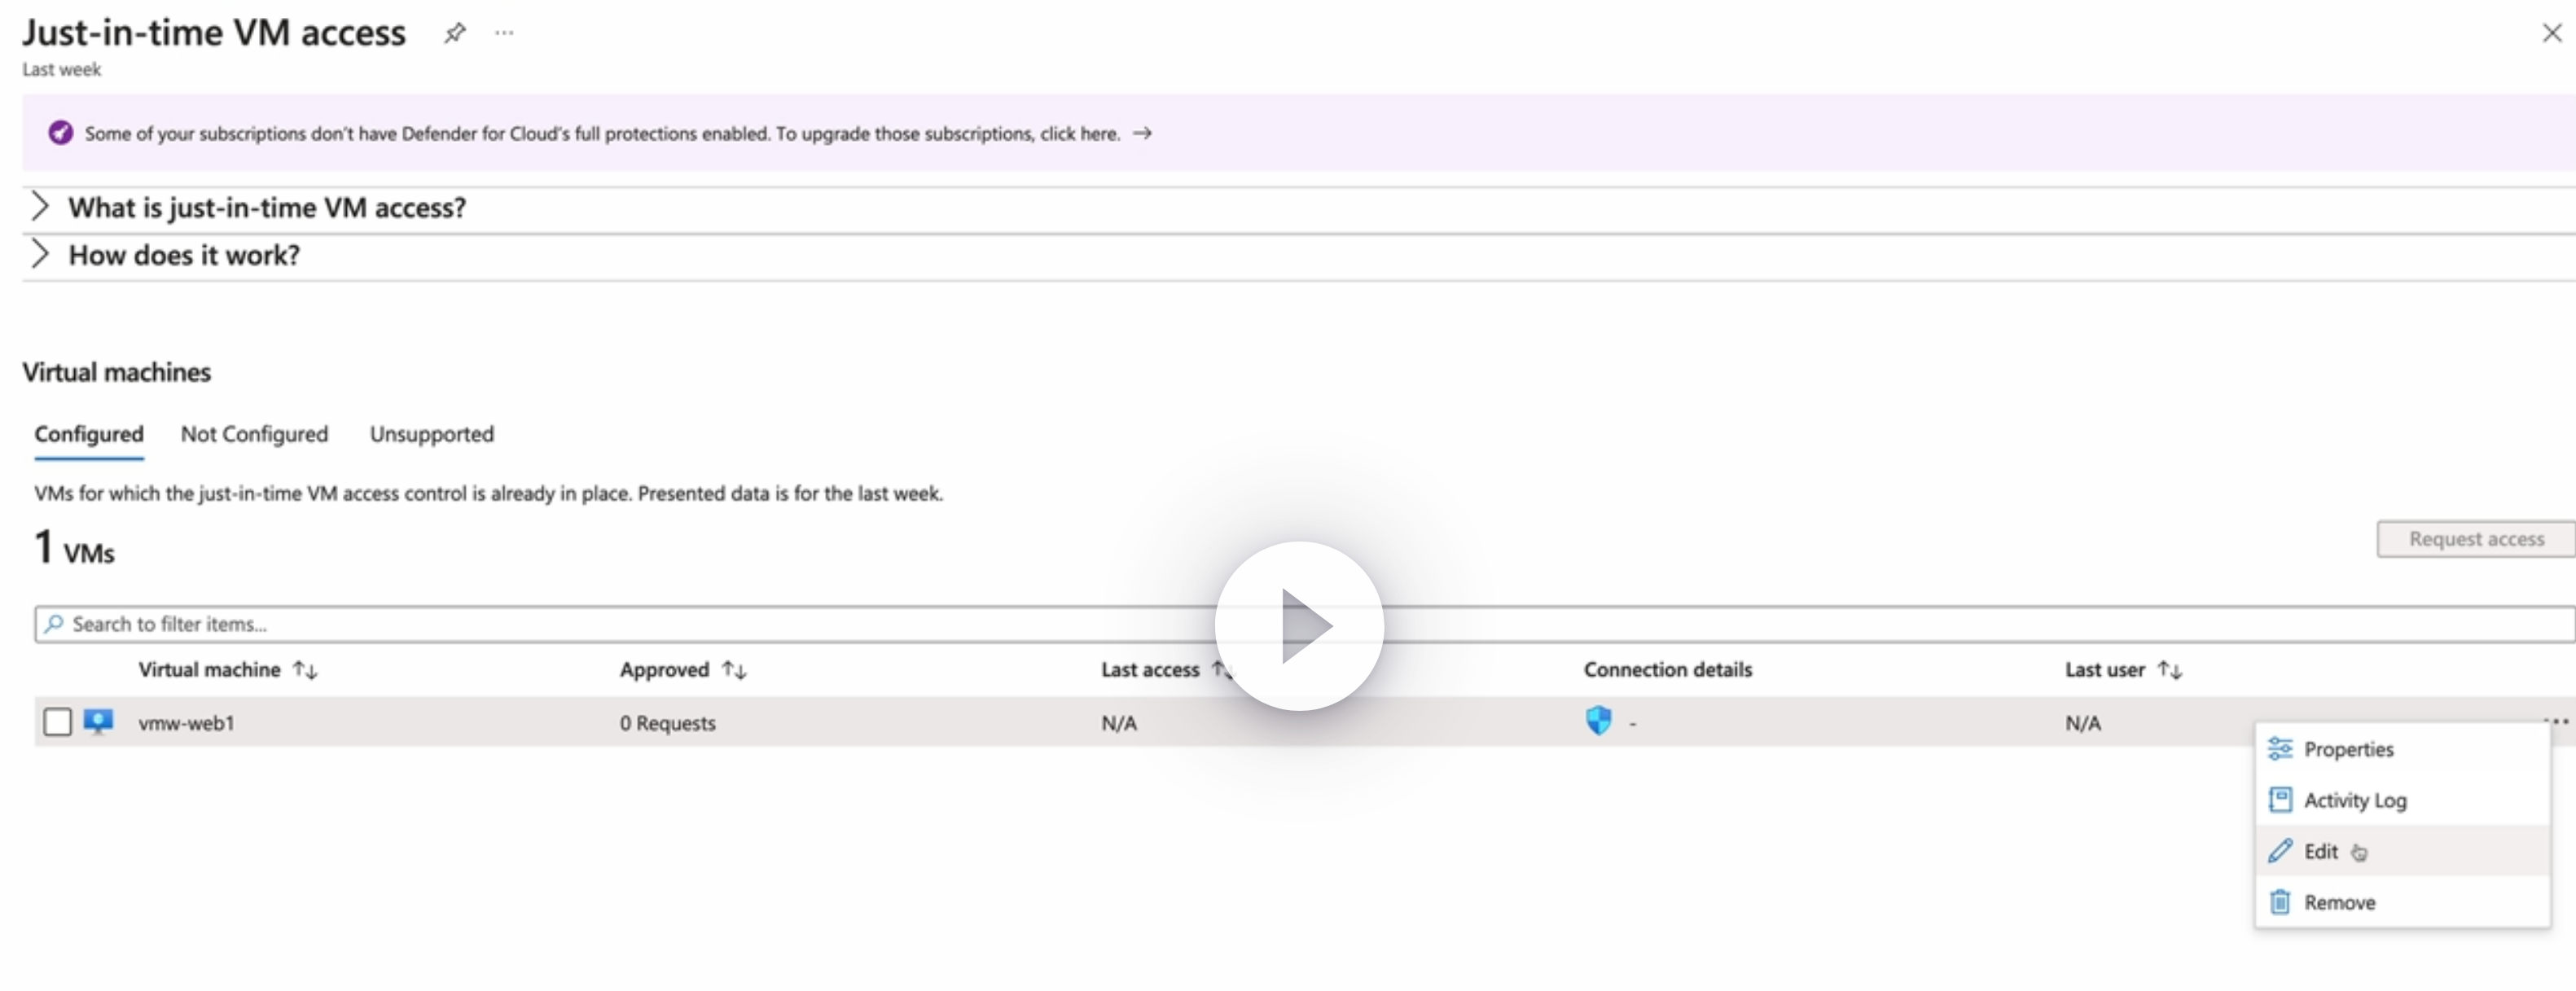 Just-in-time VM access ...
Last week
Some of your subscriptions don't have Defender for Cloud's full protections enabled. To upgrade those subscriptions, click here. →
What is just-in-time VM access?
How does it work?
Virtual machines
Configured Not Configured Unsupported
VMs for which the just-in-time VM access control is already in place. Presented data is for the last week.
1 VMs
Request access
Search to filter items...
Virtual machine ↑↓ Approved ↑↓ Last access ↑↓ Connection details Last user ↑↓
vmw-web1 0 Requests N/A - N/A ...
Properties
Activity Log
Edit
Remove